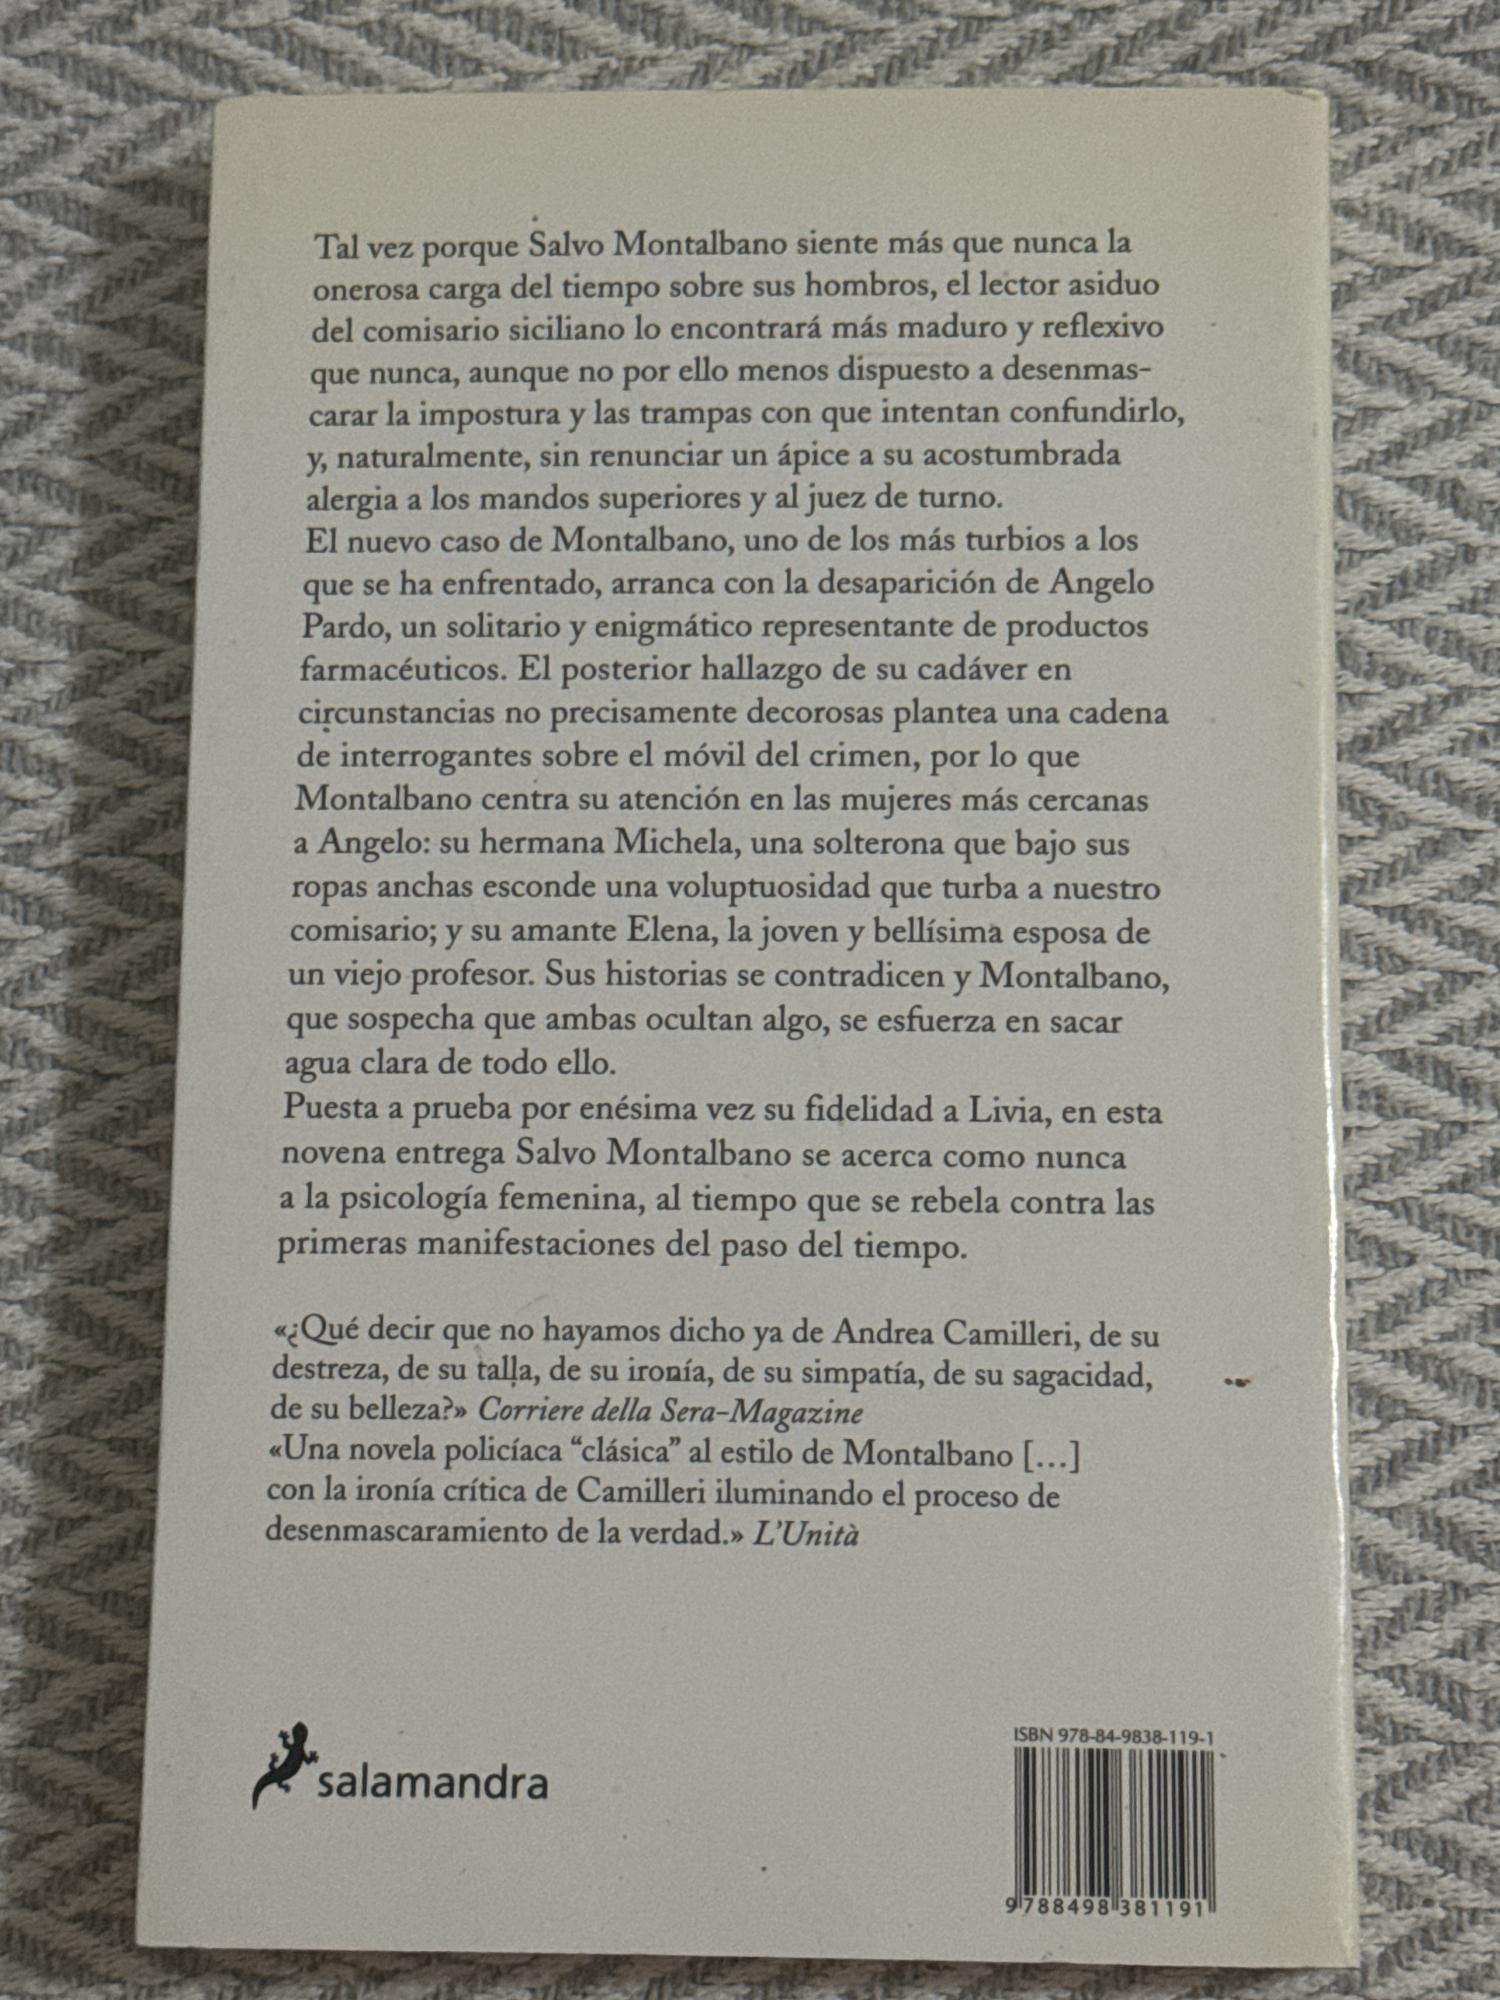 Tal vez porque Salvo Montalbano siente más que nunca la
onerosa carga del tiempo sobre sus hombros, el lector asiduo
del comisario siciliano lo encontrará más maduro y reflexivo
que nunca, aunque no por ello menos dispuesto a desenmas-
carar la impostura y las trampas con que intentan confundirlo,
y, naturalmente, sin renunciar un ápice a su acostumbrada
alergia a los mandos superiores y al juez de turno.
El nuevo caso de Montalbano, uno de los más turbios a los
que se ha enfrentado, arranca con la desaparición de Angelo
Pardo, un solitario y enigmático representante de productos
farmacéuticos. El posterior hallazgo de su cadáver en
circunstancias no precisamente decorosas plantea una cadena
de interrogantes sobre el móvil del crimen, por lo que
Montalbano centra su atención en las mujeres más cercanas
a Angelo: su hermana Michela, una solterona que bajo sus
ropas anchas esconde una voluptuosidad que turba a nuestro
comisario; y su amante Elena, la joven y bellísima esposa de
un viejo profesor. Sus historias se contradicen y Montalbano,
que sospecha que ambas ocultan algo, se esfuerza en sacar
agua clara de todo ello.
Puesta a prueba por enésima vez su fidelidad a Livia, en esta
novena entrega Salvo Montalbano se acerca como nunca
a la psicología femenina, al tiempo que se rebela contra las
primeras manifestaciones del paso del tiempo.
«¿Qué decir que no hayamos dicho ya de Andrea Camilleri, de su
destreza, de su talla, de su ironía, de su simpatía, de su sagacidad,
de su belleza?» Corriere della Sera-Magazine
«Una novela policíaca “clásica” al estilo de Montalbano [...]
con la ironía crítica de Camilleri iluminando el proceso de
desenmascaramiento de la verdad.» L'Unità
salamandra
ISBN 978-84-9838-119-1
9 788498 381191